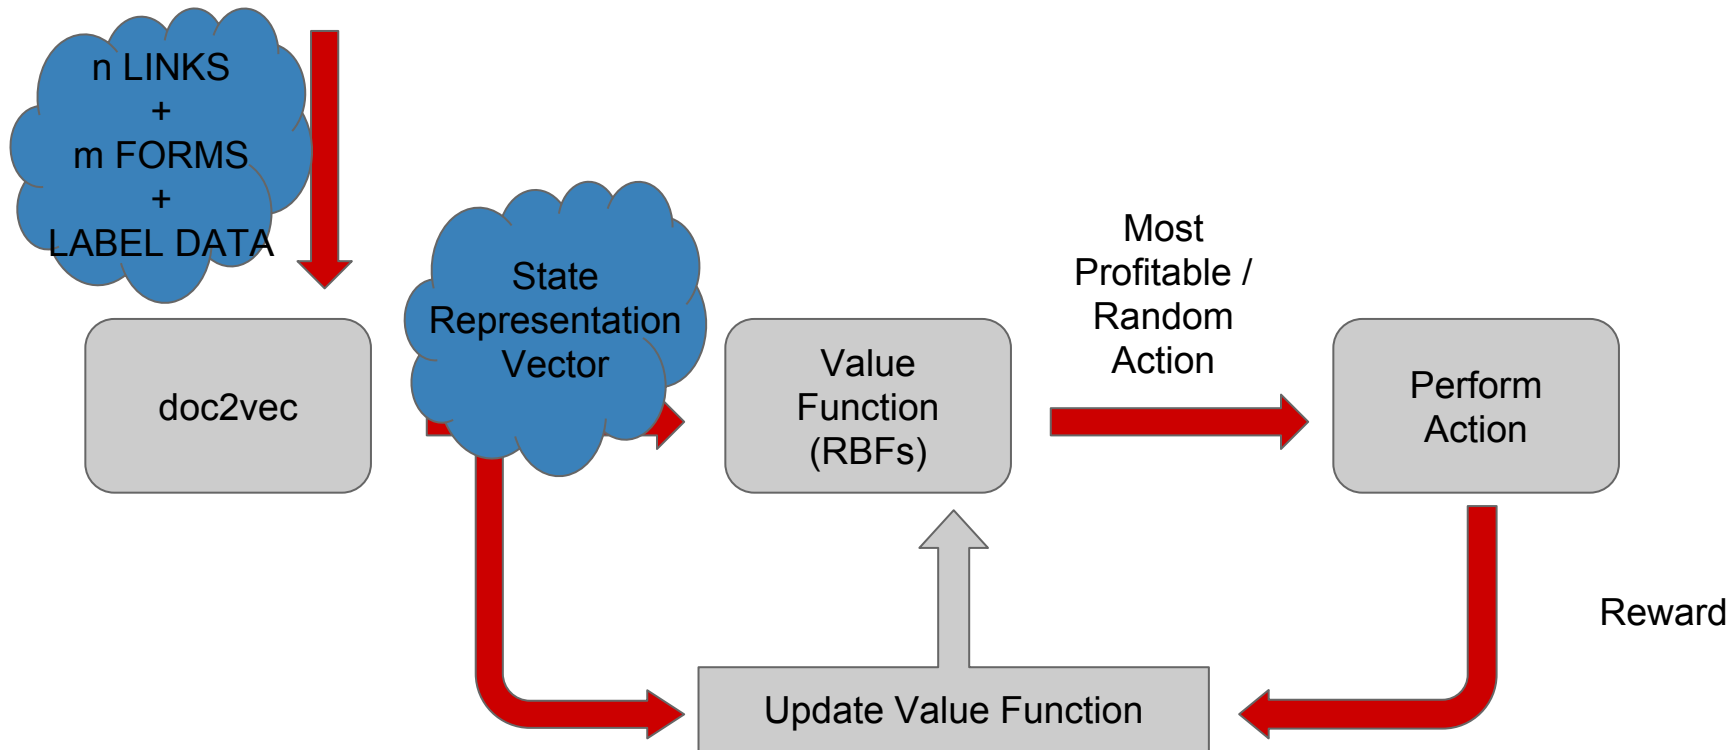 n LINKS
+
m FORMS
+
LABEL DATA
doc2vec
State
Representation
Vector
Value
Function
(RBFs)
Most
Profitable /
Random
Action
Perform
Action
Reward
Update Value Function